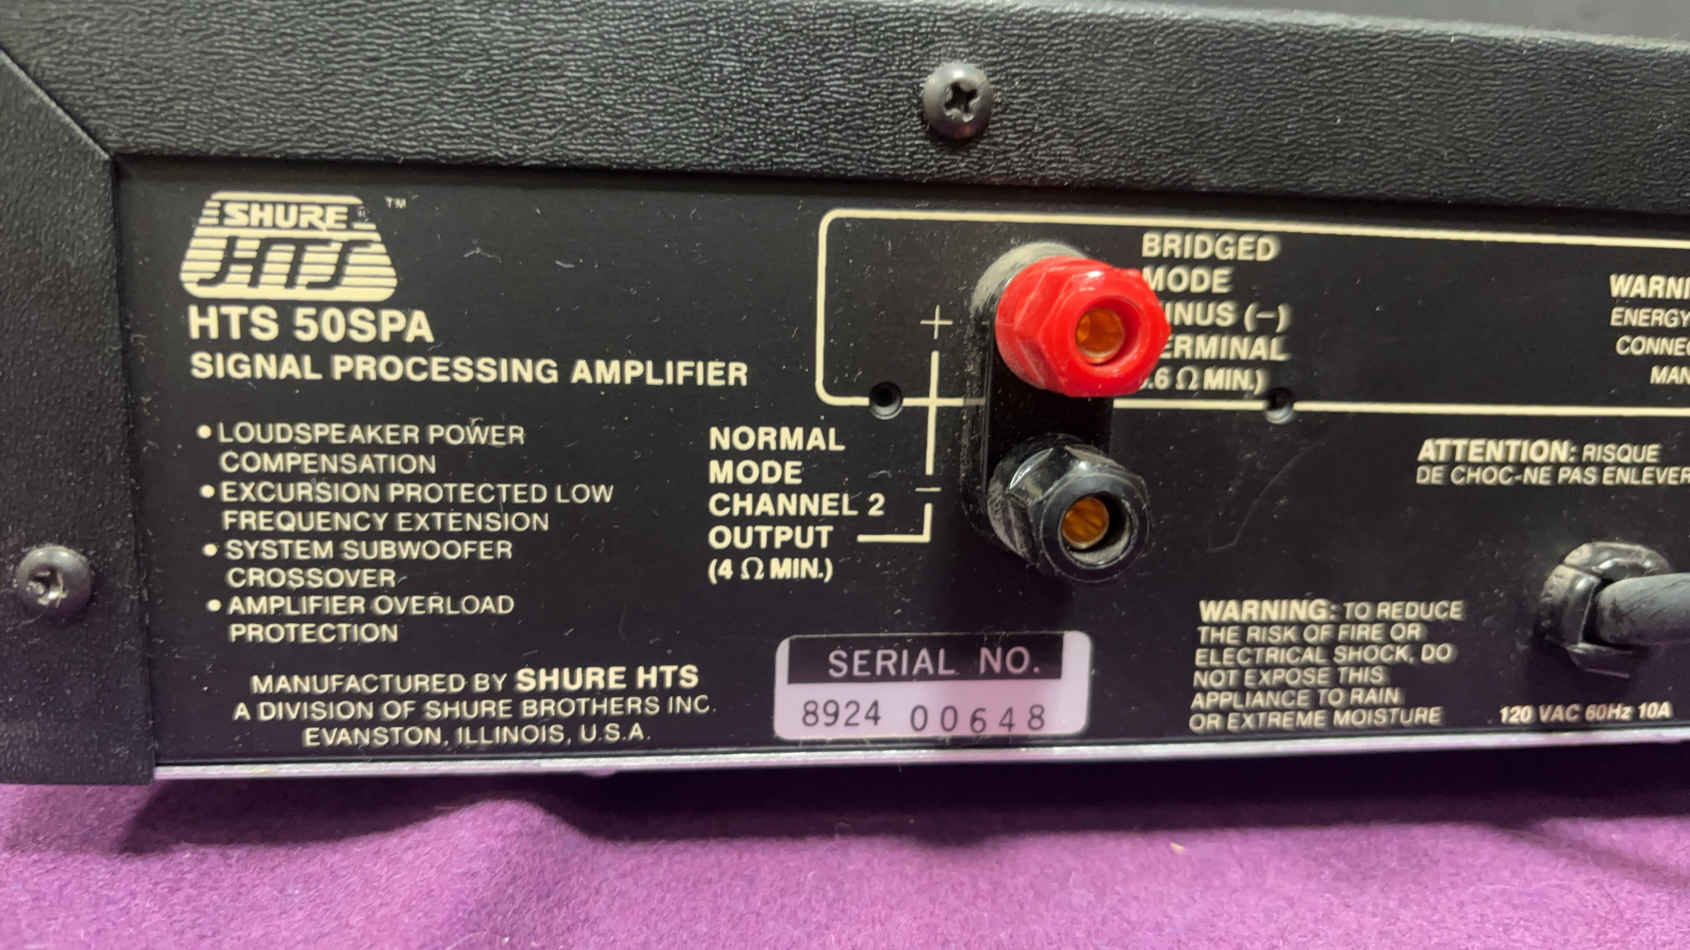 SHURE
HTS
TM
HTS 50SPA
SIGNAL PROCESSING AMPLIFIER
• LOUDSPEAKER POWER
COMPENSATION
• EXCURSION PROTECTED LOW
FREQUENCY EXTENSION
• SYSTEM SUBWOOFER
CROSSOVER
• AMPLIFIER OVERLOAD
PROTECTION
MANUFACTURED BY SHURE HTS
A DIVISION OF SHURE BROTHERS INC.
EVANSTON, ILLINOIS, U.S.A.
NORMAL
MODE
CHANNEL 2
OUTPUT
(4 Ω MIN.)
+
−
SERIAL NO.
8924 00648
BRIDGED
MODE
(−)
Ω MIN.)
ENERGY
ATTENTION: RISQUE
DE CHOC-NE PAS ENLEVER
WARNING: TO REDUCE
THE RISK OF FIRE OR
ELECTRICAL SHOCK, DO
NOT EXPOSE THIS
APPLIANCE TO RAIN
OR EXTREME MOISTURE
120 VAC 60Hz 10A